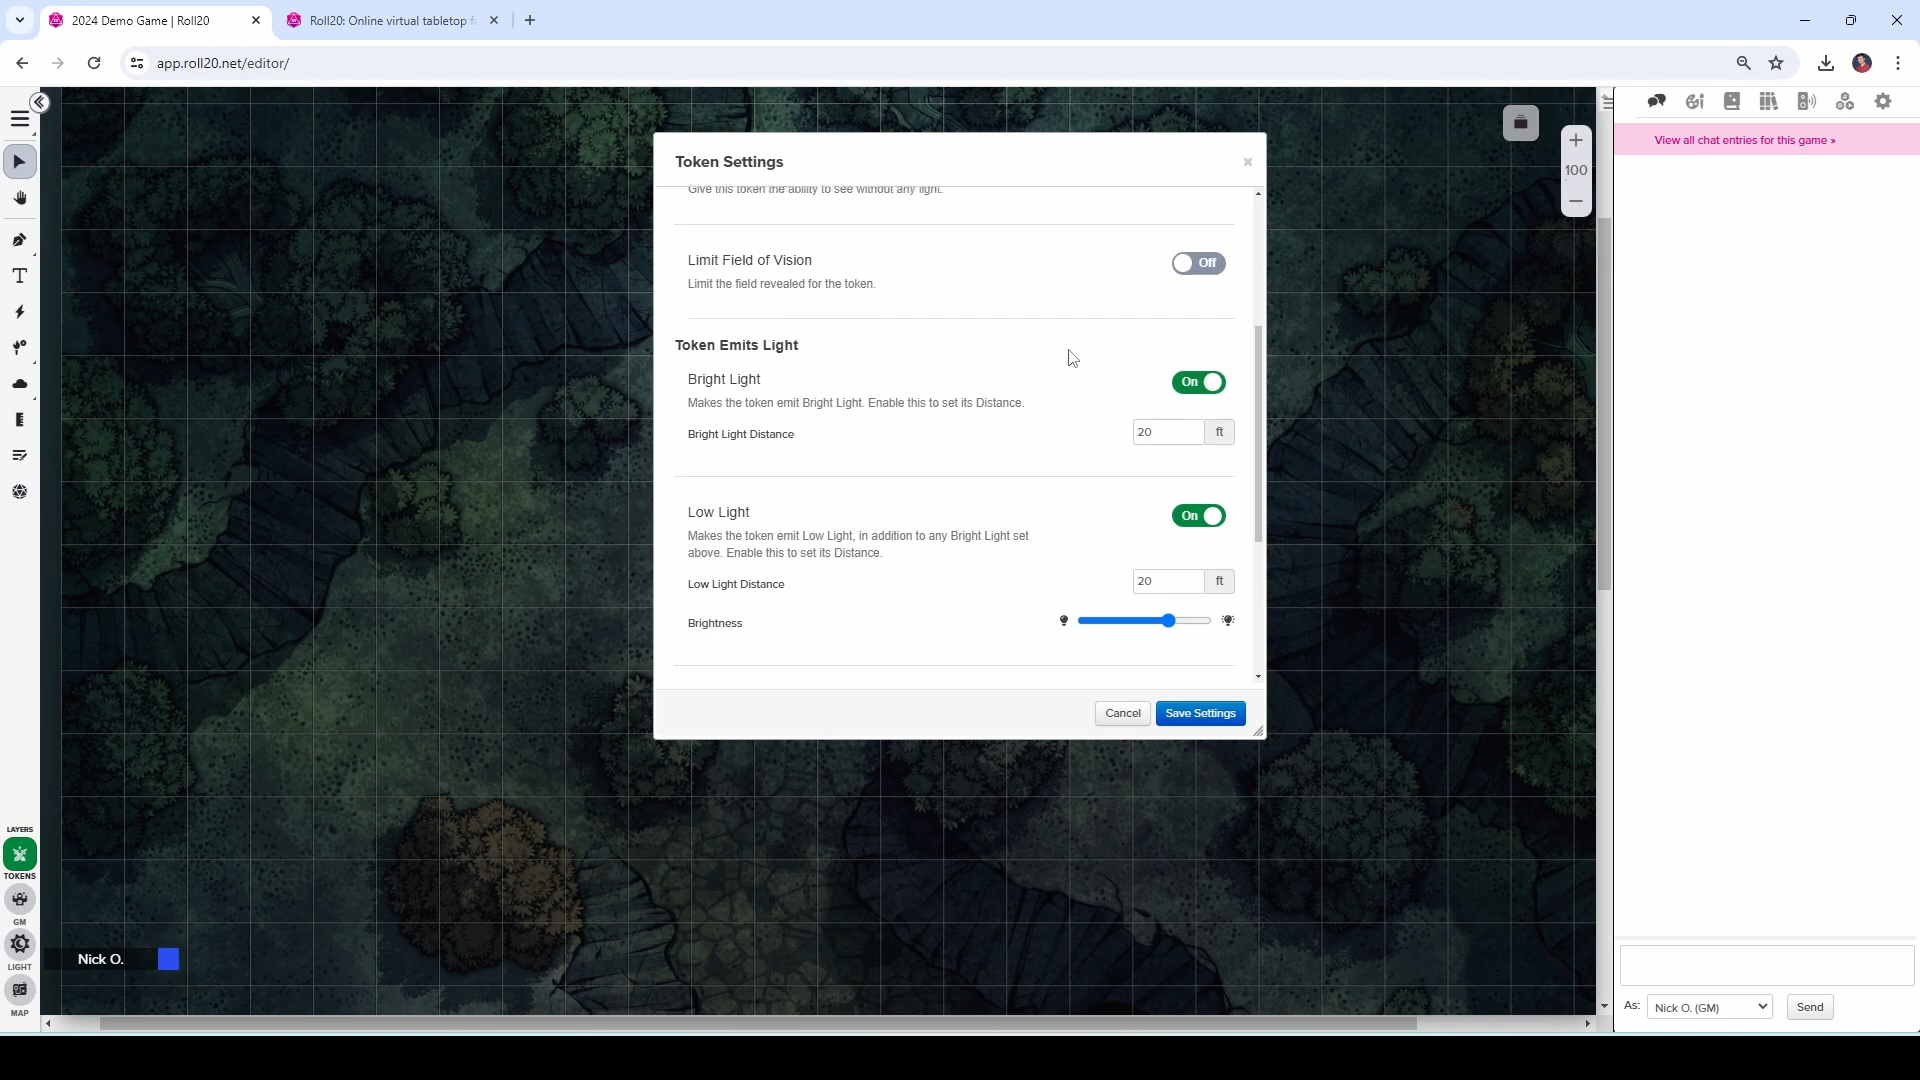 2024 Demo Game | Roll20
Roll20: Online virtual tabletop f
app.roll20.net/editor/
View all chat entries for this game »
100
Token Settings
Give this token the ability to see without any light.
Limit Field of Vision
Off
Limit the field revealed for the token.
Token Emits Light
Bright Light
On
Makes the token emit Bright Light. Enable this to set its Distance.
Bright Light Distance
20 ft
Low Light
On
Makes the token emit Low Light, in addition to any Bright Light set
above. Enable this to set its Distance.
Low Light Distance
20 ft
Brightness
Cancel
Save Settings
LAYERS
TOKENS
GM
LIGHT
MAP
Nick O.
As: Nick O. (GM)
Send